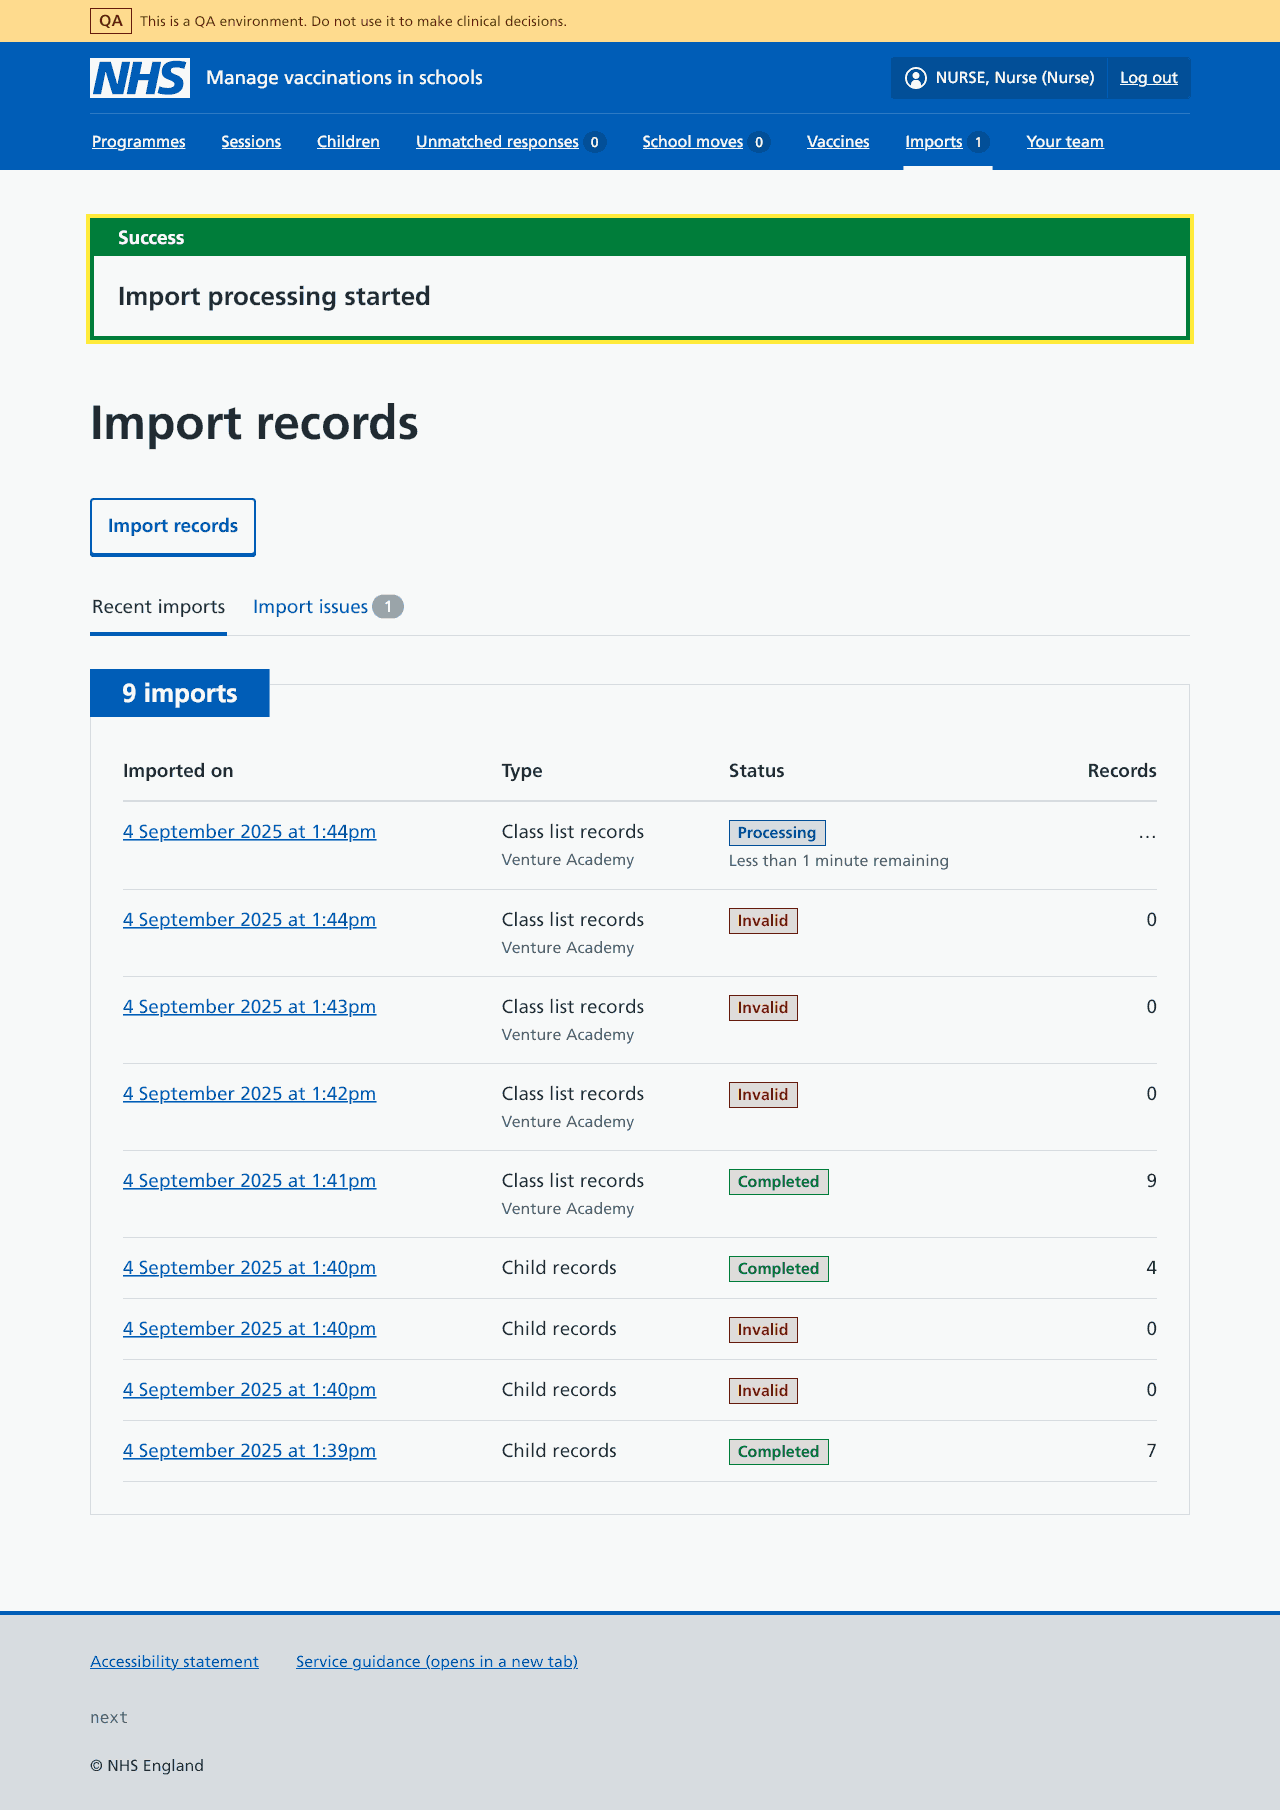 QA This is a QA environment. Do not use it to make clinical decisions.
NHS Manage vaccinations in schools NURSE, Nurse (Nurse) Log out
Programmes Sessions Children Unmatched responses 0 School moves 0 Vaccines Imports 1 Your team
Success
Import processing started
Import records
Import records
Recent imports Import issues 1
9 imports
Imported on Type Status Records
4 September 2025 at 1:44pm Class list records Processing …
Venture Academy Less than 1 minute remaining
4 September 2025 at 1:44pm Class list records Invalid 0
Venture Academy
4 September 2025 at 1:43pm Class list records Invalid 0
Venture Academy
4 September 2025 at 1:42pm Class list records Invalid 0
Venture Academy
4 September 2025 at 1:41pm Class list records Completed 9
Venture Academy
4 September 2025 at 1:40pm Child records Completed 4
4 September 2025 at 1:40pm Child records Invalid 0
4 September 2025 at 1:40pm Child records Invalid 0
4 September 2025 at 1:39pm Child records Completed 7
Accessibility statement Service guidance (opens in a new tab)
next
© NHS England